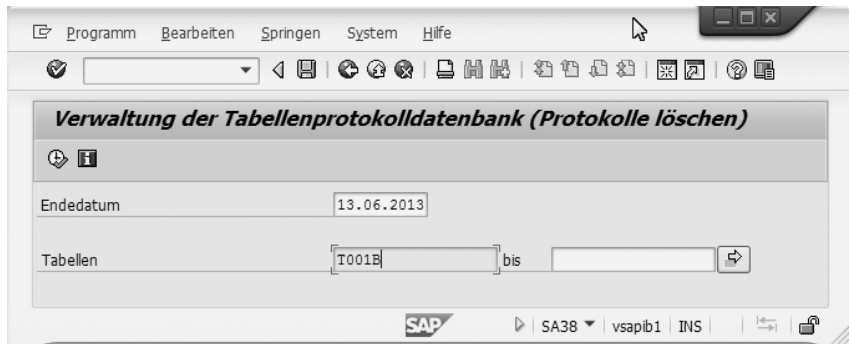 Programm Bearbeiten Springen System Hilfe
Verwaltung der Tabellenprotokolldatenbank (Protokolle löschen)
Endedatum 13.06.2013
Tabellen T001B bis
SAP SA38 vsapib1 INS